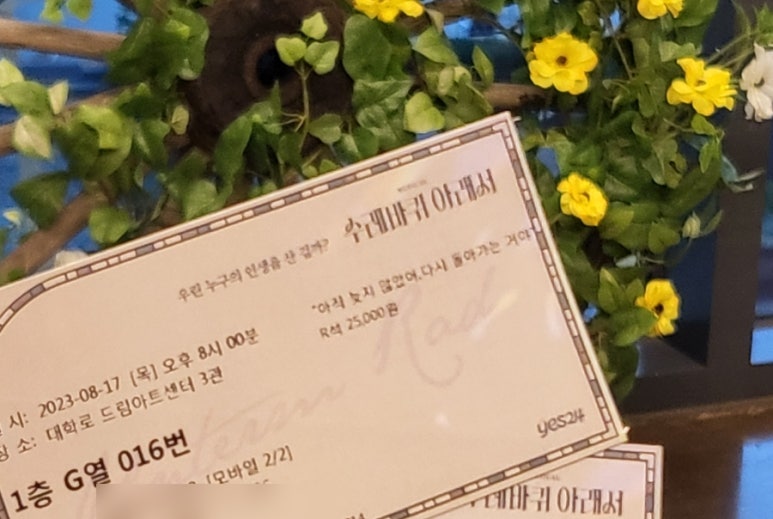 수레바퀴 아래서
우린 누구의 인생을 산 걸까?
"아직 늦지 않았어. 다시 돌아가는 거야
R석 25,000원
시: 2023-08-17 [목] 오후 8시 00분
장 소: 대학로 드림아트센터 3관
1층 G열 016번
[모바일 2/2]
yes24
Unterm Rad
수레바퀴 아래서